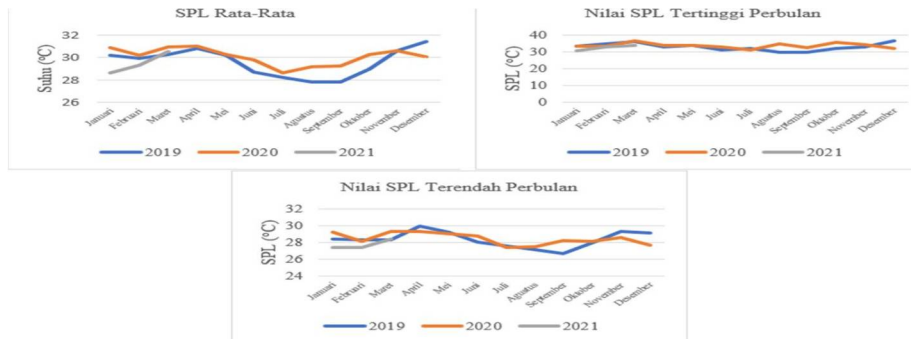 SPL Rata-Rata
Suhu (°C)
32
30
28
26
Januari
Februari
Maret
April
Mei
Juni
Juli
Agustus
September
Oktober
November
Desember
2019 2020 2021
Nilai SPL Tertinggi Perbulan
SPL (°C)
40
30
20
10
0
Januari
Februari
Maret
April
Mei
Juni
Juli
Agustus
September
Oktober
November
Desember
2019 2020 2021
Nilai SPL Terendah Perbulan
SPL (°C)
32
30
28
26
24
Januari
Februari
Maret
April
Mei
Juni
Juli
Agustus
September
Oktober
November
Desember
2019 2020 2021